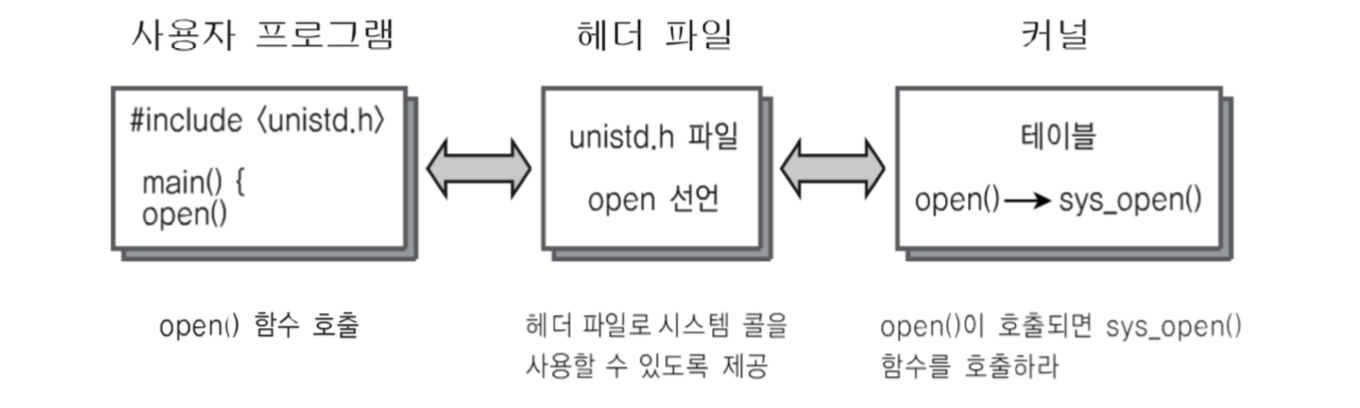 사용자 프로그램
헤더 파일
커널
#include <unistd.h>
main() {
open()
unistd.h 파일
open 선언
테이블
open()→ sys_open()
open() 함수 호출
헤더 파일로 시스템 콜을
사용할 수 있도록 제공
open()이 호출되면 sys_open()
함수를 호출하라